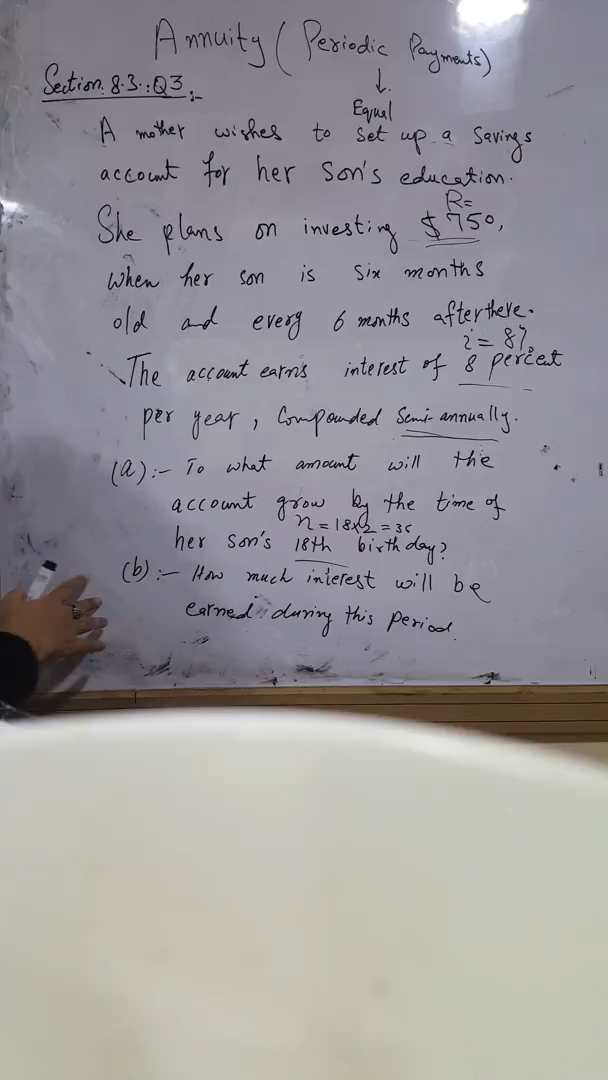 Annuity (Periodic Payments)
Section 8.3 :Q3 :-
Equal
A mother wishes to set up a savings
account for her son's education.
R=
She plans on investing $750,
when her son is six months
old and every 6 months afterthere.
i = 8%
The account earns interest of 8 percent
per year, Compounded Semi-annually.
(a) :- To what amount will the
account grow by the time of
n = 18x2 = 36
her son's 18th birthday?
(b) :- How much interest will be
earned during this period.